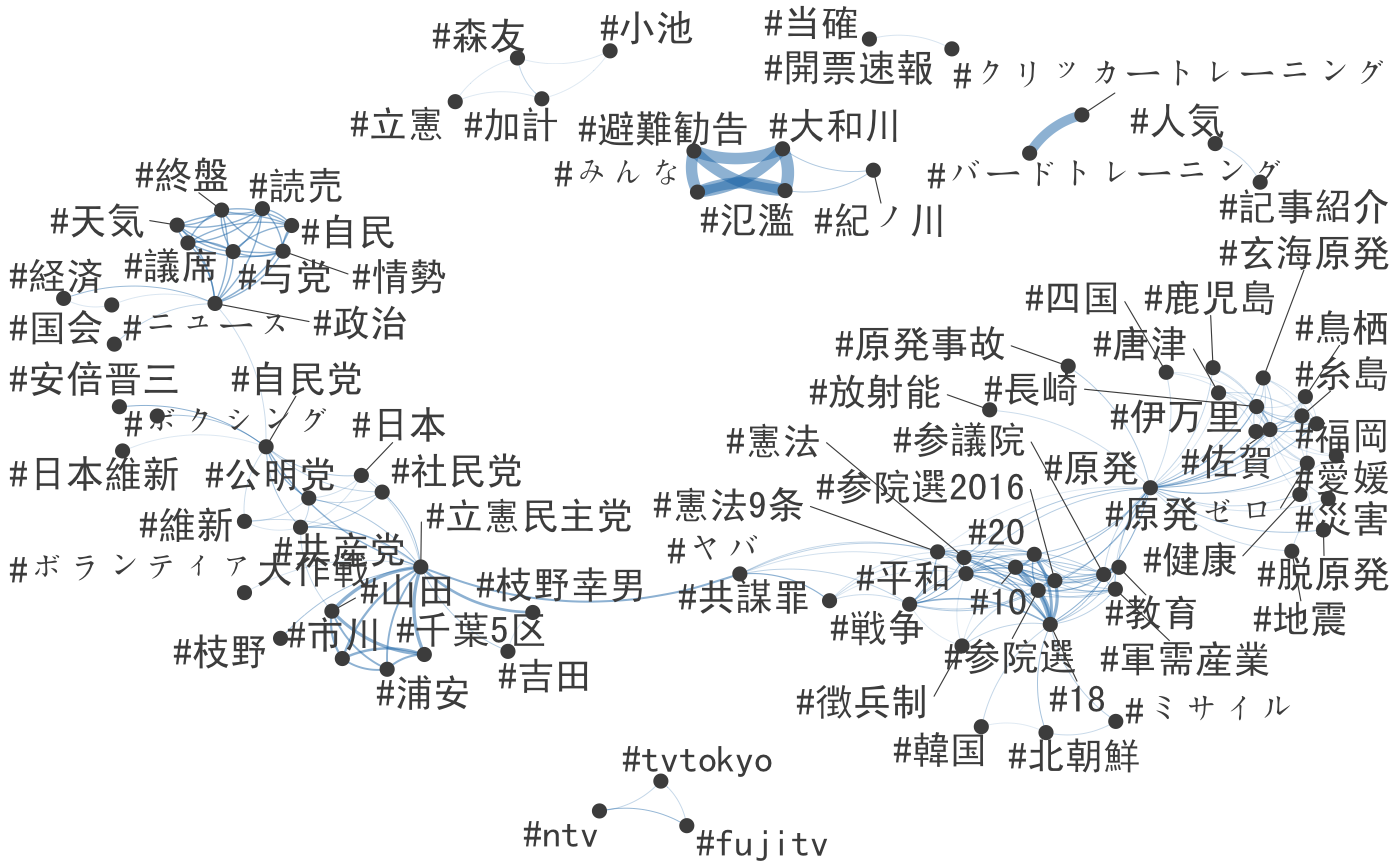 #森友
#小池
#当確
#開票速報
#クリッカートレーニング
#立憲
#加計
#避難勧告
#大和川
#人気
#みんな
#バードトレーニング
#終盤
#読売
#氾濫
#紀ノ川
#記事紹介
#天気
#自民
#玄海原発
#経済
#議席
#与党
#情勢
#国会
#ニュース
#政治
#四国
#鹿児島
#鳥栖
#原発事故
#唐津
#糸島
#安倍晋三
#自民党
#放射能
#長崎
#ボクシング
#日本
#伊万里
#福岡
#憲法
#参議院
#日本維新
#公明党
#社民党
#原発
#佐賀
#愛媛
#参院選2016
#維新
#立憲民主党
#憲法9条
#原発ゼロ
#災害
#20
#共産党
#ヤバ
#健康
#ボランティア大作戦
#脱原発
#山田
#枝野幸男
#共謀罪
#平和
#10
#教育
#地震
#市川
#千葉5区
#戦争
#枝野
#参院選
#軍需産業
#吉田
#浦安
#徴兵制
#18
#ミサイル
#韓国
#北朝鮮
#tvtokyo
#ntv
#fujitv